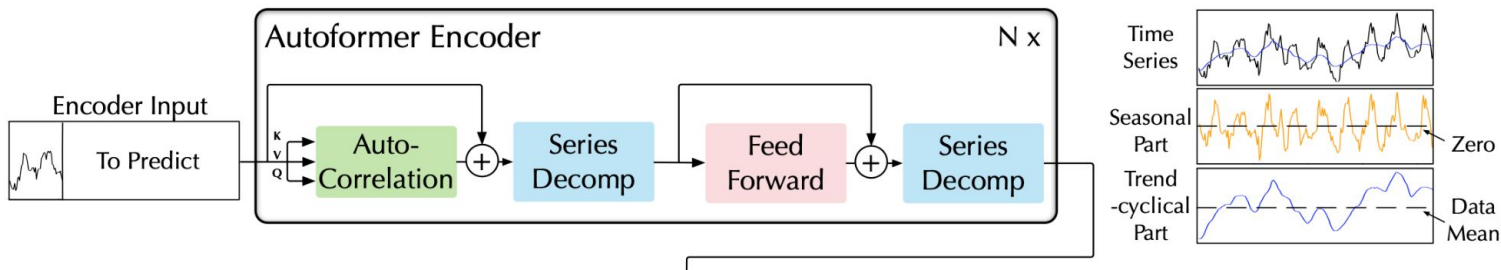 Autoformer Encoder
N x
Encoder Input
To Predict
K
V
Q
Auto-
Correlation
+
Series
Decomp
Feed
Forward
+
Series
Decomp
Time
Series
Seasonal
Part
Zero
Trend
-cyclical
Part
Data
Mean